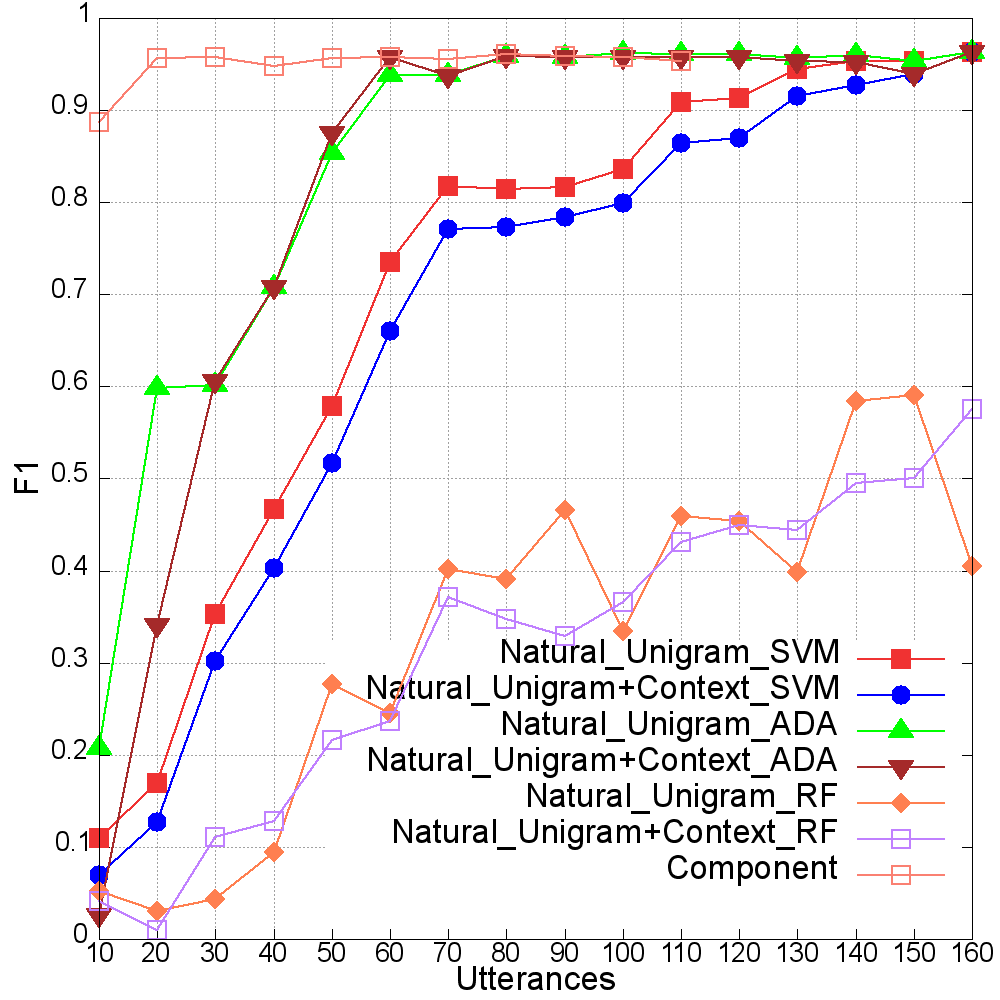 1
0.9
0.8
0.7
0.6
0.5
0.4
0.3
0.2
0.1
0
F1
Natural_Unigram_SVM
Natural_Unigram+Context_SVM
Natural_Unigram_ADA
Natural_Unigram+Context_ADA
Natural_Unigram_RF
Natural_Unigram+Context_RF
Component
10 20 30 40 50 60 70 80 90 100 110 120 130 140 150 160
Utterances